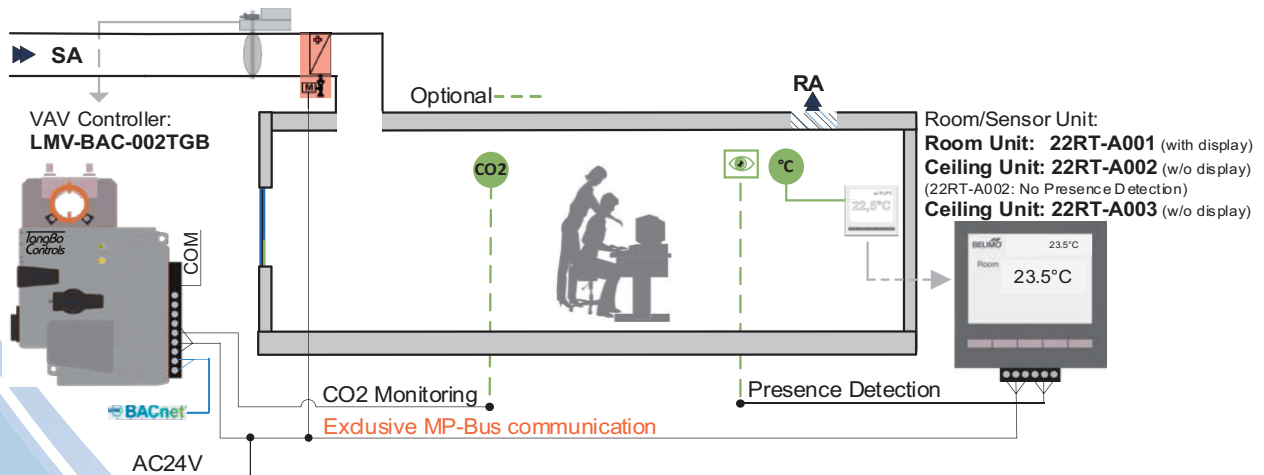 SA
Optional
RA
VAV Controller:
LMV-BAC-002TGB
Room/Sensor Unit:
Room Unit: 22RT-A001 (with display)
Ceiling Unit: 22RT-A002 (w/o display)
(22RT-A002: No Presence Detection)
Ceiling Unit: 22RT-A003 (w/o display)
CO2
°C
22,5°C
TongBo
Controls
COM
BELIMO
23.5°C
Room
23.5°C
M
CO2 Monitoring
Presence Detection
BACnet
Exclusive MP-Bus communication
AC24V